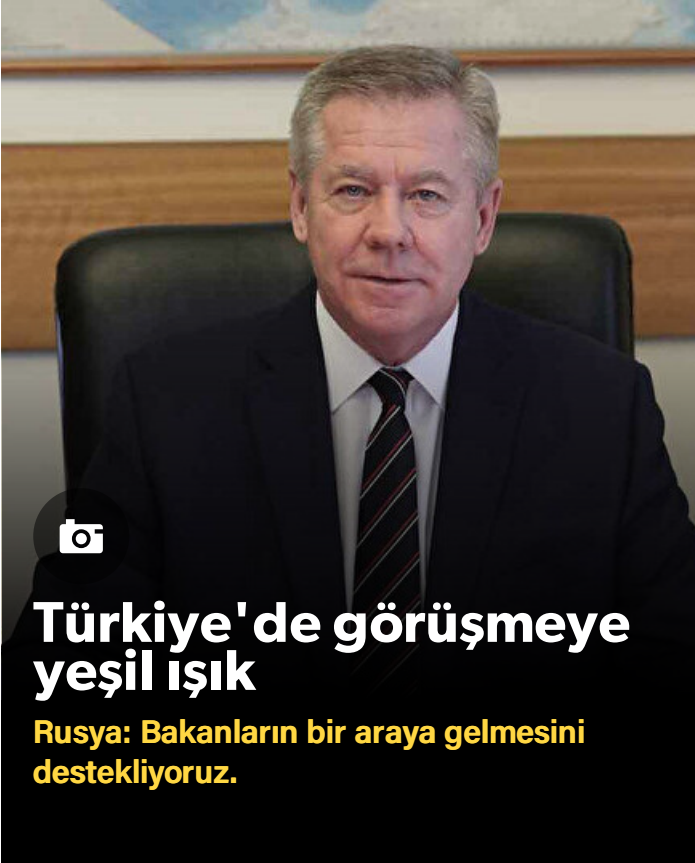 Türkiye'de görüşmeye
yeşil ışık
Rusya: Bakanların bir araya gelmesini
destekliyoruz.